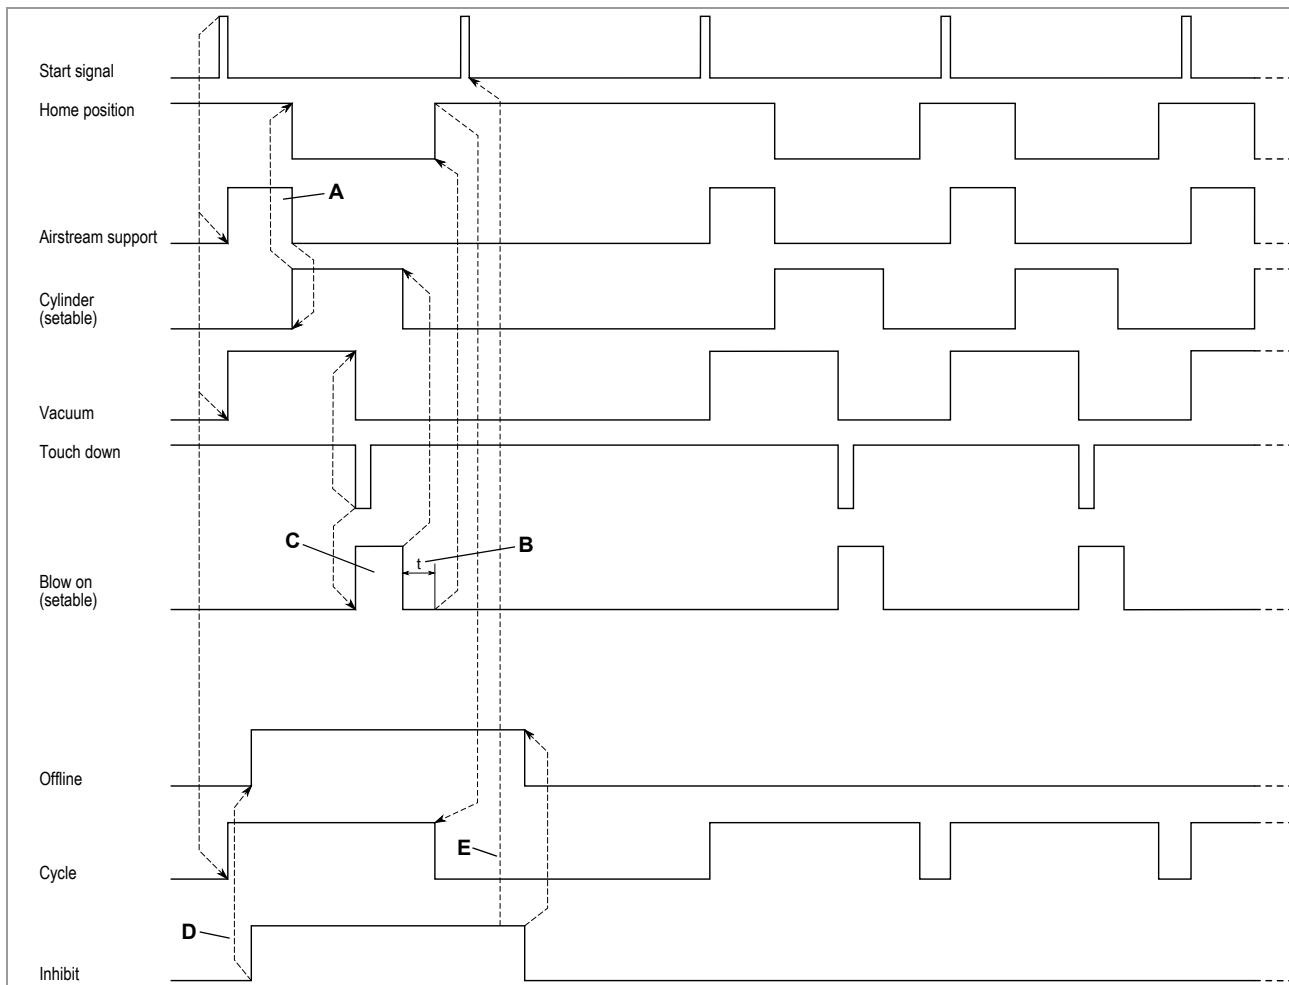 Start signal
Home position
A
Airstream support
Cylinder
(setable)
Vacuum
Touch down
C
B
t
Blow on
(setable)
Offline
E
Cycle
D
Inhibit